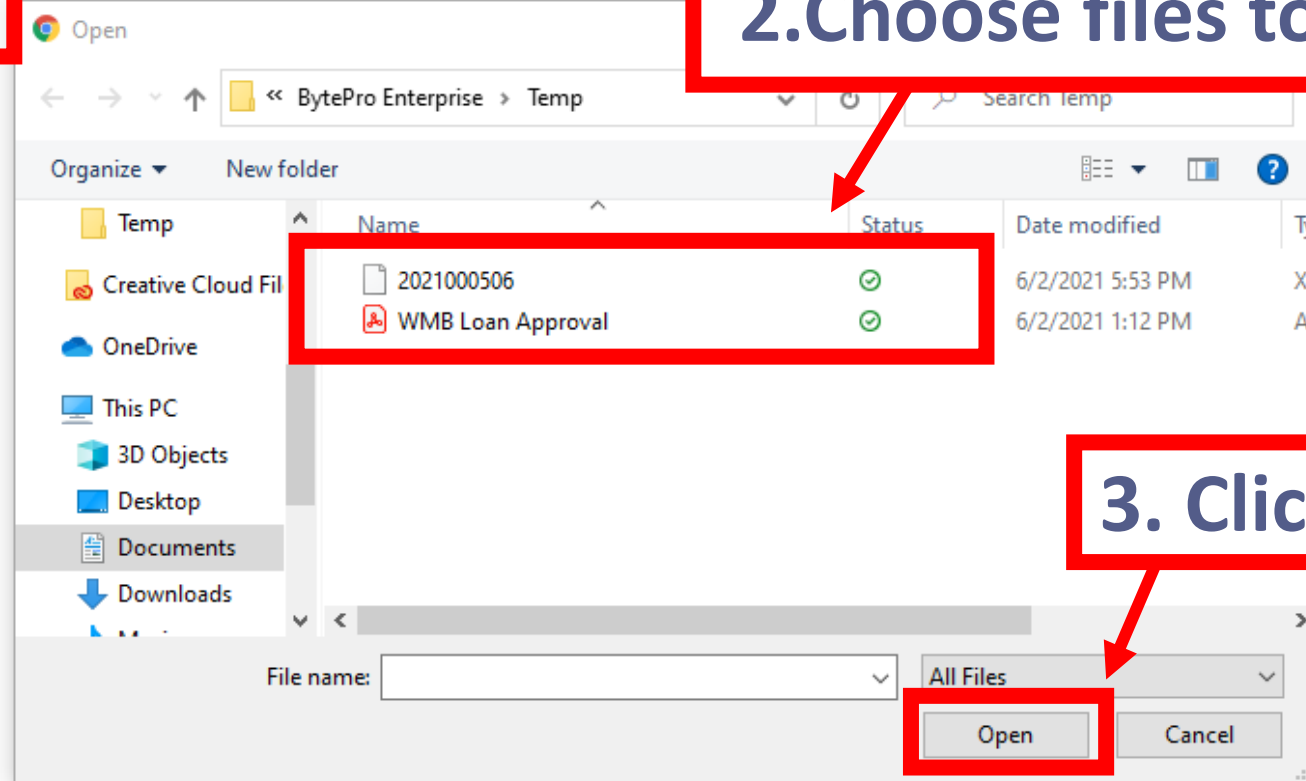 Open
2.Choose files to
BytePro Enterprise > Temp
Search Temp
Organize
New folder
Temp
Name
Status
Date modified
Creative Cloud Fil
2021000506
6/2/2021 5:53 PM
X
WMB Loan Approval
6/2/2021 1:12 PM
A
OneDrive
This PC
3D Objects
Desktop
3. Clic
Documents
Downloads
File name:
All Files
Open
Cancel